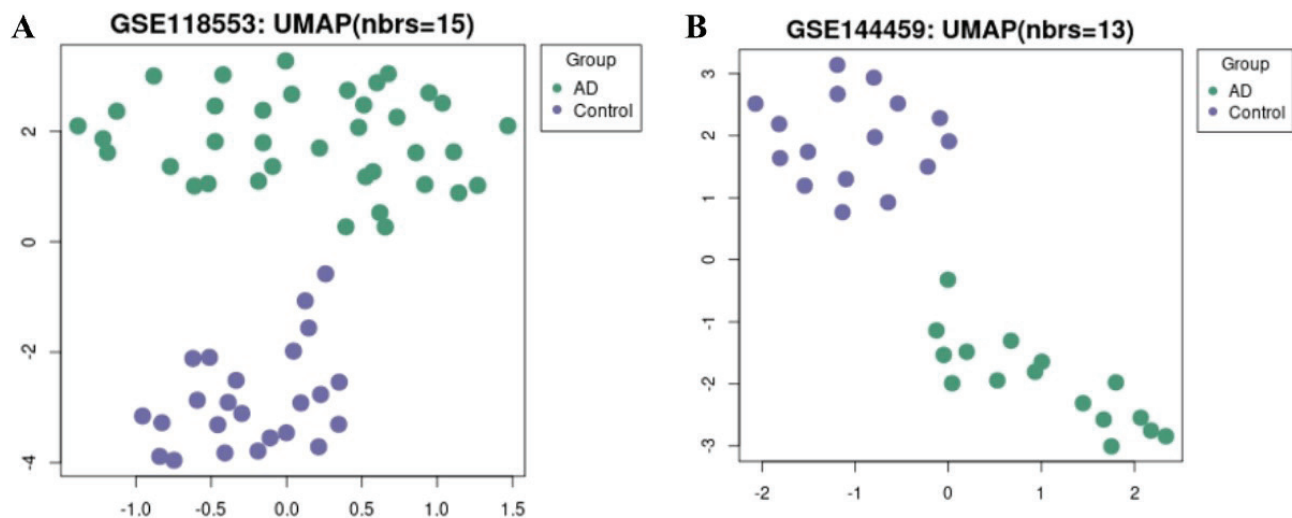 A
GSE118553: UMAP(nbrs=15)
Group
AD
Control
2
0
-2
-4
-1.0 -0.5 0.0 0.5 1.0 1.5
B
GSE144459: UMAP(nbrs=13)
Group
AD
Control
3
2
1
0
-1
-2
-3
-2 -1 0 1 2